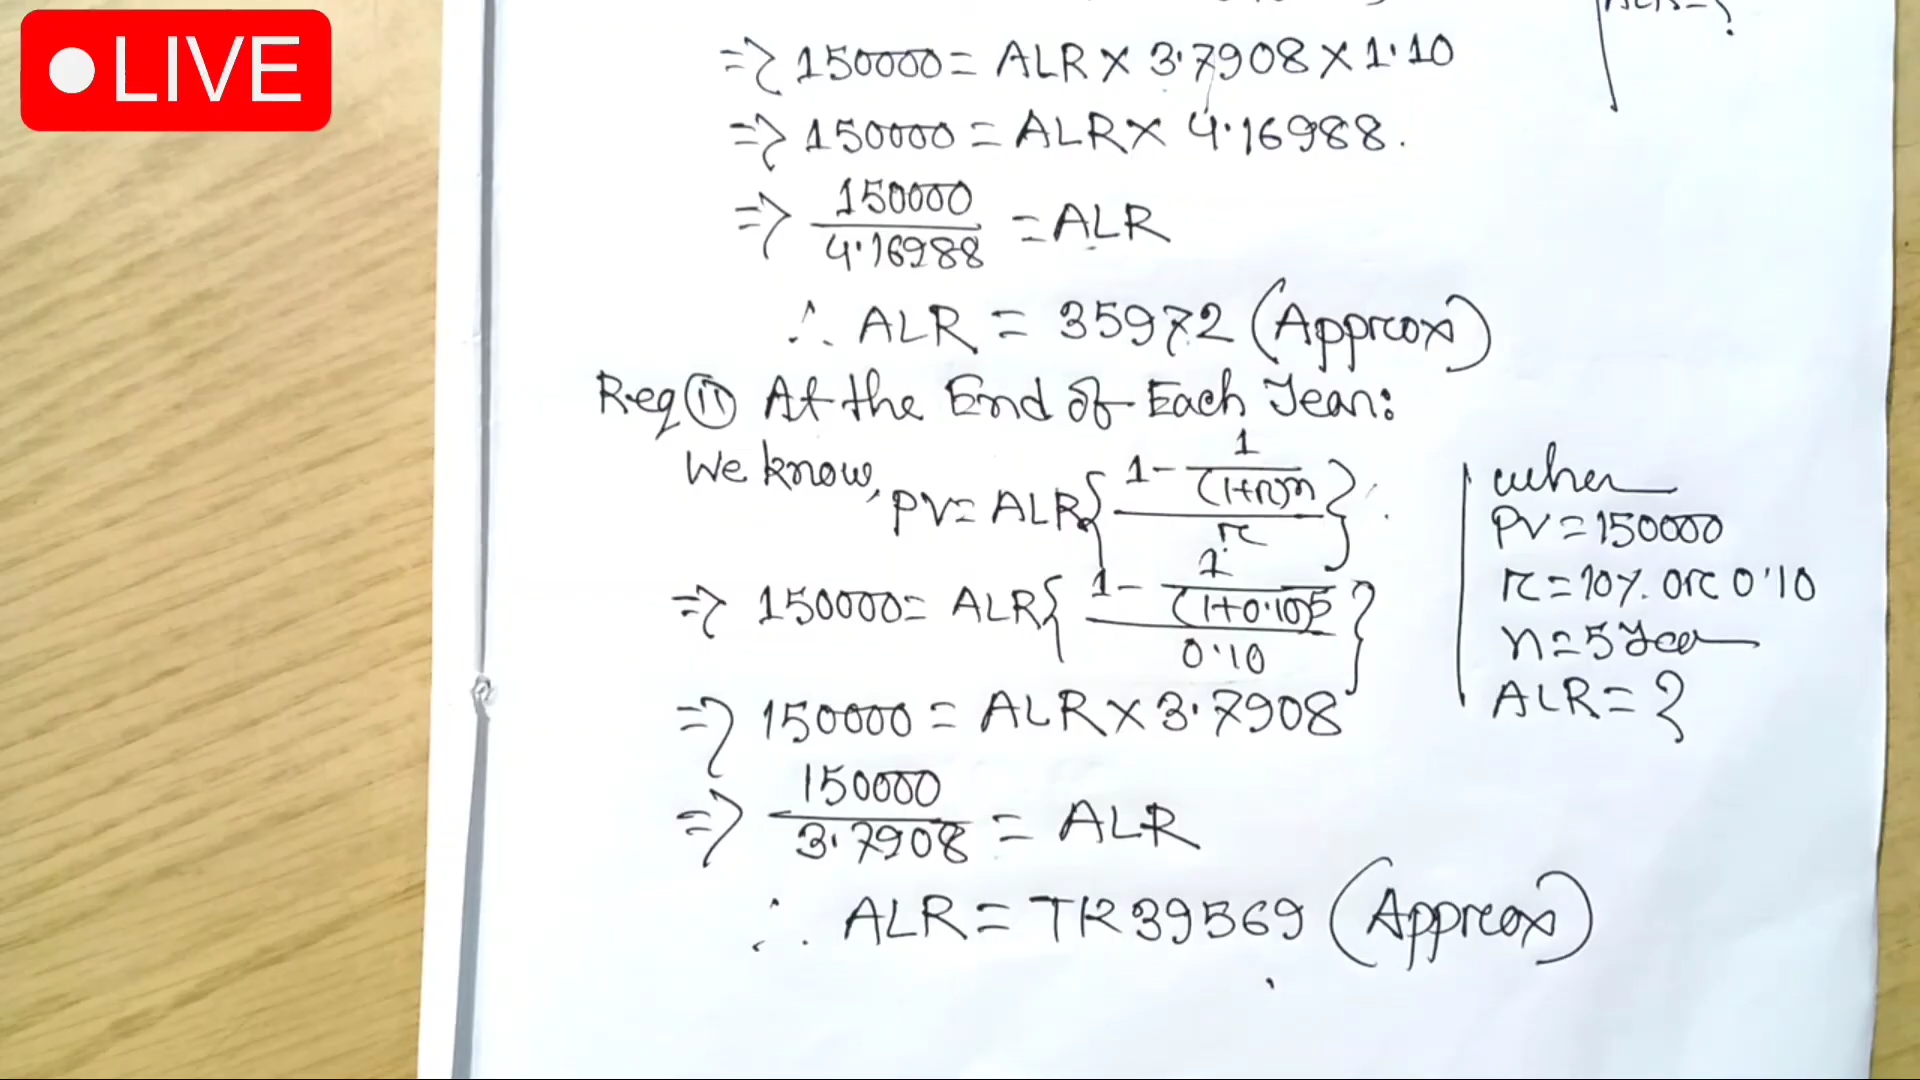 LIVE
ALR=?
=> 150000 = ALR X 3.7908 X 1.10
=> 150000 = ALR X 4.16988.
=> 150000/4.16988 = ALR
∴ ALR = 35972 (Approx)
Req (ii) At the End of Each Year:
We know, PV = ALR { (1 - 1/(1+r)n) / r }
=> 150000 = ALR { (1 - 1/(1+0.10)5) / 0.10 }
=> 150000 = ALR X 3.7908
=> 150000/3.7908 = ALR
∴ ALR = TK 39569 (Approx)
when
PV = 150000
r = 10% or 0.10
n = 5 year
ALR = ?